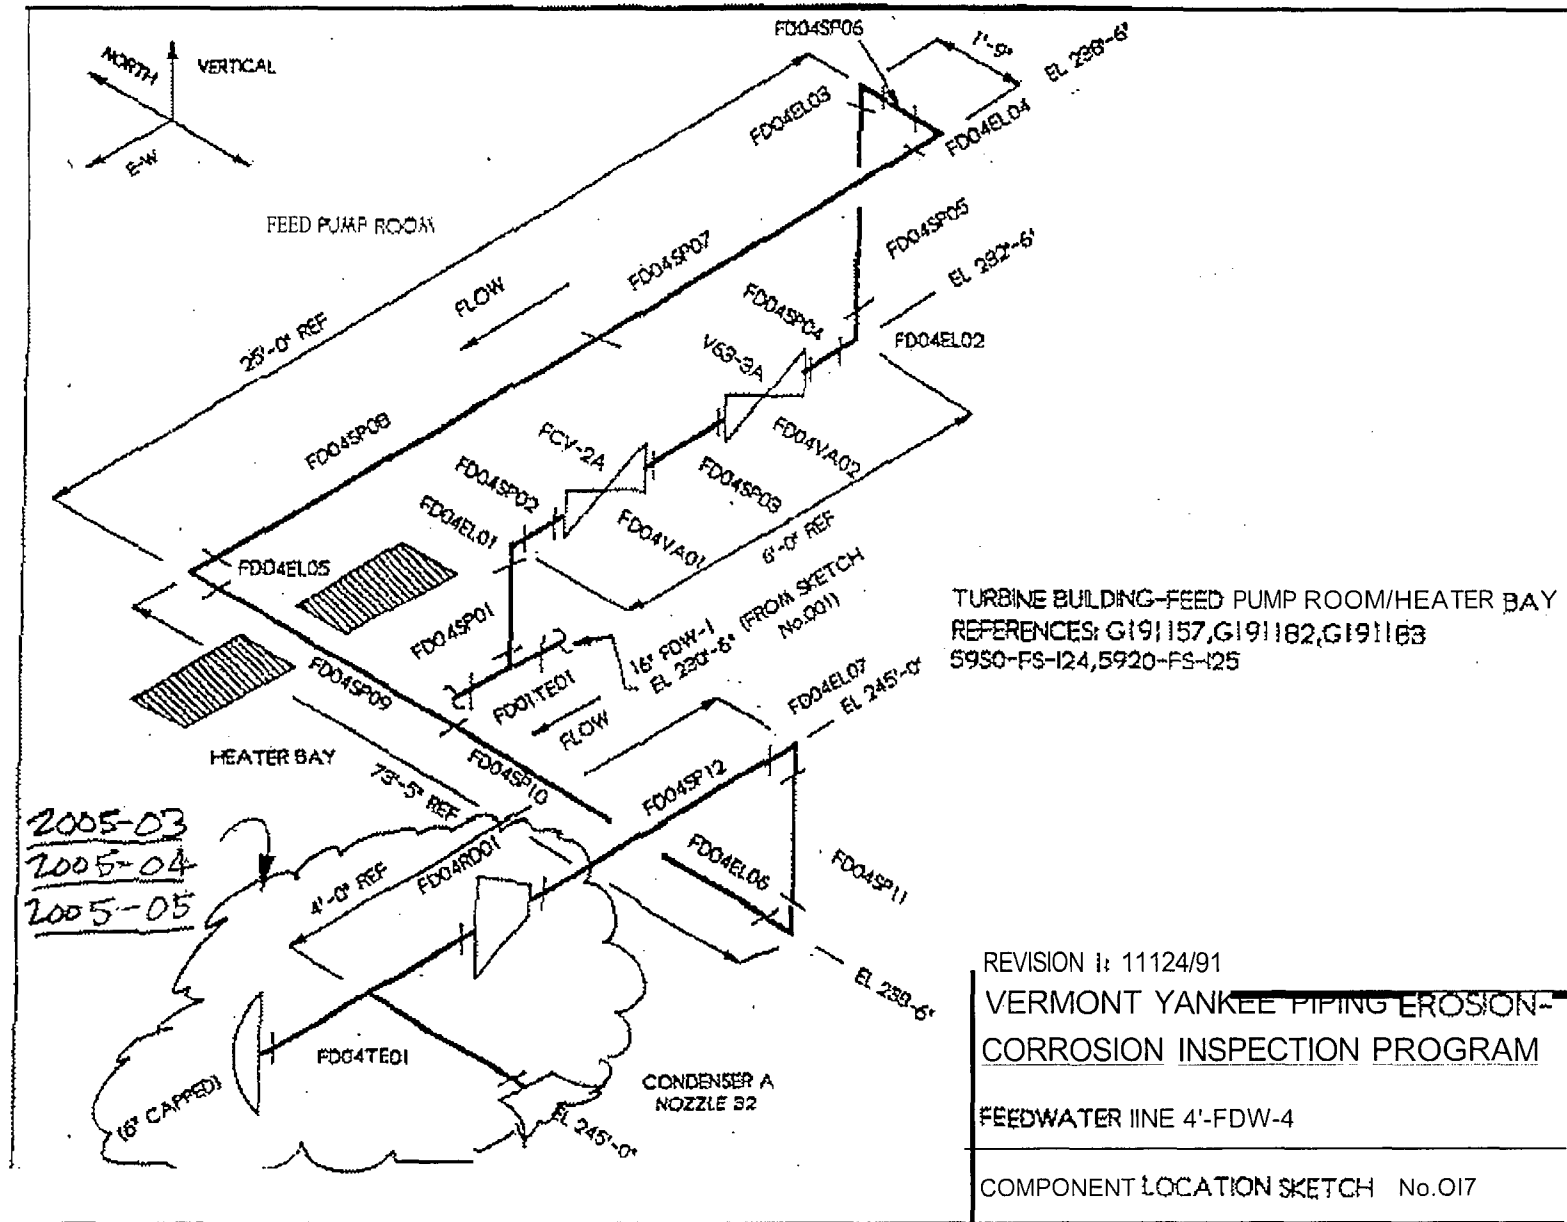 FD04SP06
1'-9"
EL 238'-6"
NORTH
VERTICAL
E-W
FD04EL03
FD04EL04
FEED PUMP ROOM
FD04SP05
FD04SP07
FLOW
25'-0" REF
EL 232'-6"
FD04SP04
FD04EL02
V63-3A
FD04SP08
FCV-2A
FD04VA02
FD04SP02
FD04SP03
FD04EL01
FD04VA01
6'-0" REF
FD04EL05
FD04SP01
16" FDW-1 (FROM SKETCH
No.001)
EL 230'-6"
TURBINE BUILDING-FEED PUMP ROOM/HEATER BAY
REFERENCES: G191157,G191182,G191183
5950-FS-124,5920-FS-125
FD04SP09
FD01TE01
FLOW
FD04EL07
EL 245'-0"
HEATER BAY
FD04SP10
73'-5" REF
FD04SP12
2005-03
2005-04
2005-05
4'-0" REF
FD04RD01
FD04EL06
FD04SP11
EL 238'-6"
FD04TE01
(6" CAPPED)
CONDENSER A
NOZZLE 32
EL 245'-0"
REVISION 1: 11124/91
VERMONT YANKEE PIPING EROSION-
CORROSION INSPECTION PROGRAM
FEEDWATER IINE 4'-FDW-4
COMPONENT LOCATION SKETCH No.OI7